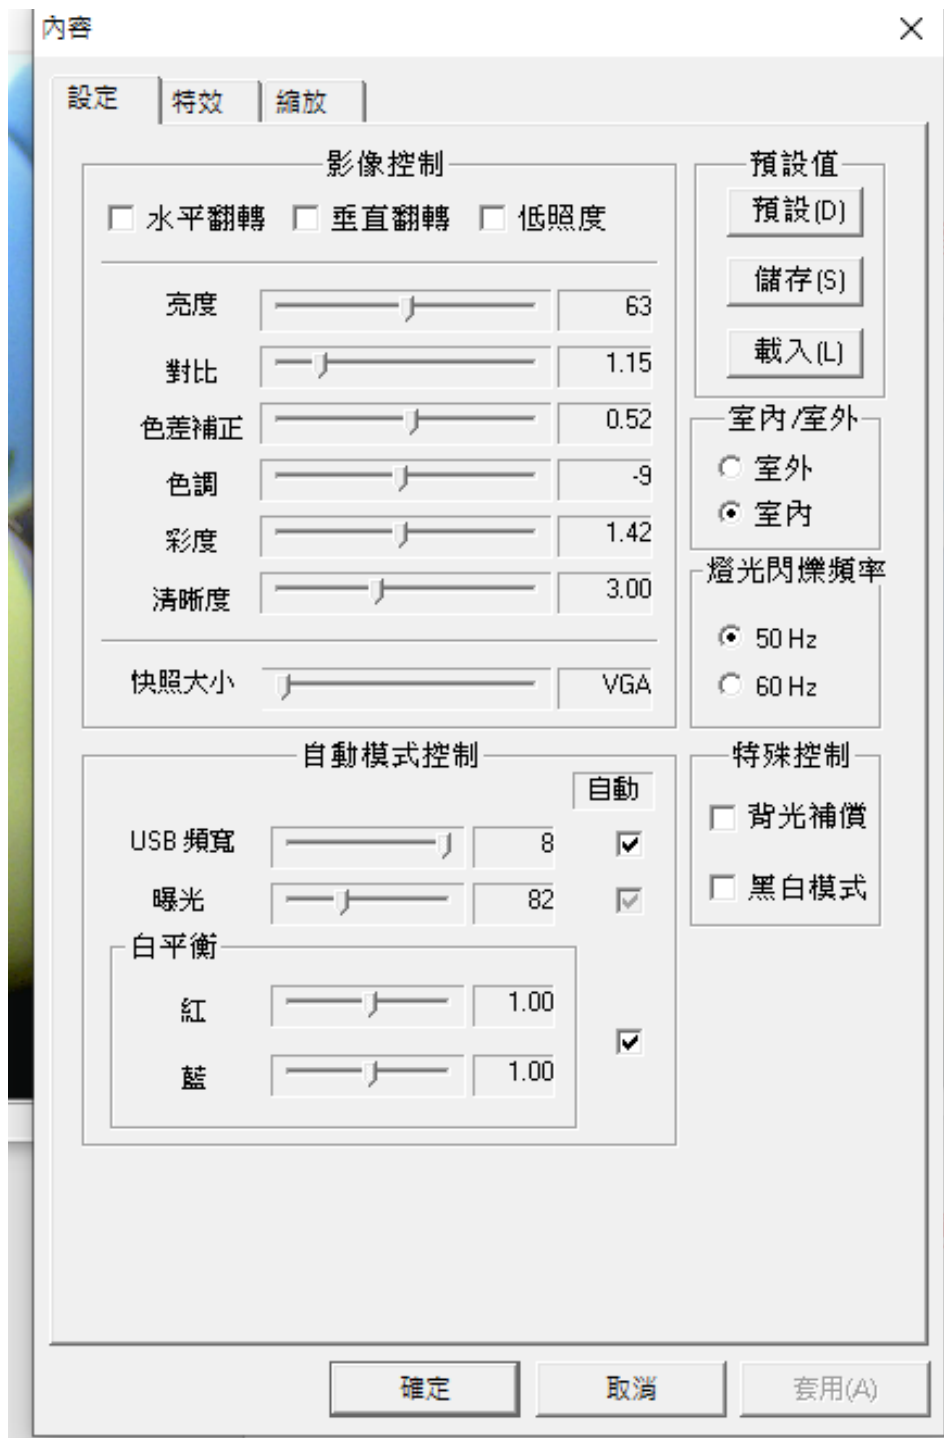 內容
設定 特效 縮放
影像控制
水平翻轉 垂直翻轉 低照度
亮度 63
對比 1.15
色差補正 0.52
色調 -9
彩度 1.42
清晰度 3.00
快照大小 VGA
預設值
預設(D)
儲存(S)
載入(L)
室內/室外
室外
室內
燈光閃爍頻率
50 Hz
60 Hz
自動模式控制
自動
USB 頻寬 8
曝光 82
白平衡
紅 1.00
藍 1.00
特殊控制
背光補償
黑白模式
確定 取消 套用(A)